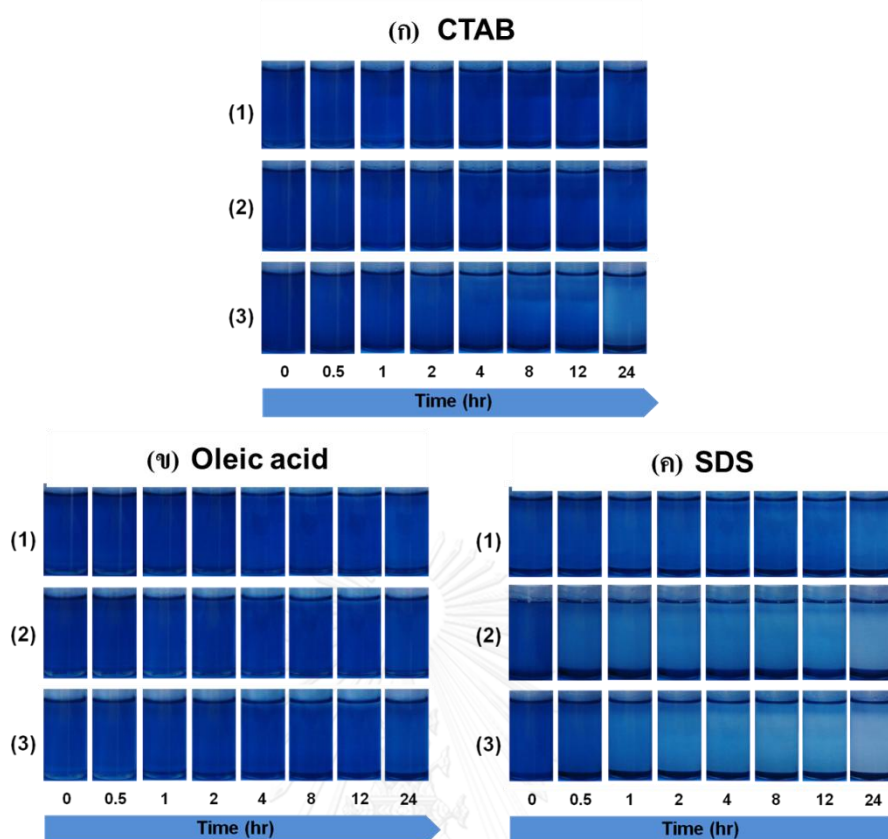 (ก) CTAB
(1)
(2)
(3)
0 0.5 1 2 4 8 12 24
Time (hr)
(ข) Oleic acid
(1)
(2)
(3)
0 0.5 1 2 4 8 12 24
Time (hr)
(ค) SDS
(1)
(2)
(3)
0 0.5 1 2 4 8 12 24
Time (hr)